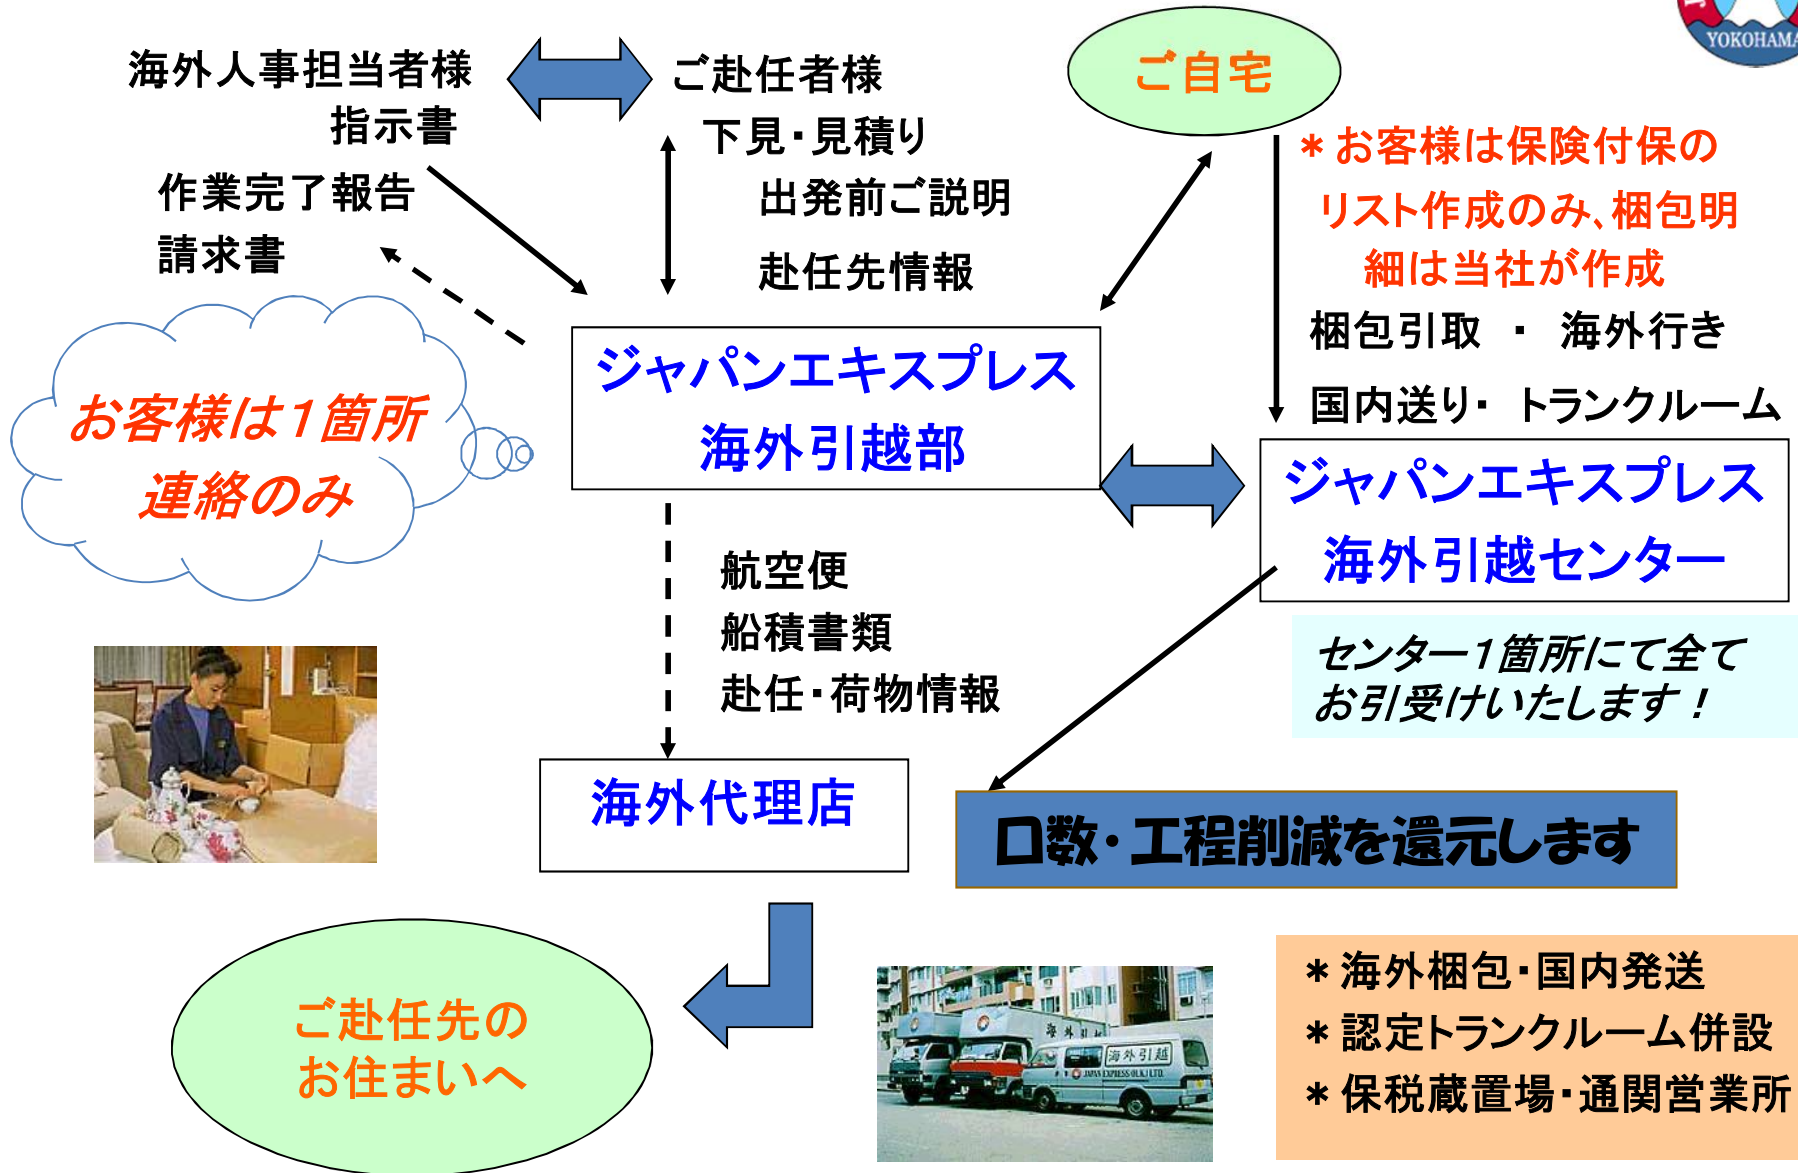 YOKOHAMA
海外人事担当者様
指示書
作業完了報告
請求書
ご赴任者様
下見・見積り
出発前ご説明
赴任先情報
ご自宅
＊お客様は保険付保の
リスト作成のみ、梱包明
細は当社が作成
梱包引取 ・ 海外行き
国内送り・ トランクルーム
お客様は１箇所
連絡のみ
ジャパンエキスプレス
海外引越部
ジャパンエキスプレス
海外引越センター
センター１箇所にて全て
お引受けいたします！
航空便
船積書類
赴任・荷物情報
海外代理店
口数・工程削減を還元します
ご赴任先の
お住まいへ
海外引越
海外引越
JAPAN EXPRESS (H.K.) LTD.
＊海外梱包・国内発送
＊認定トランクルーム併設
＊保税蔵置場・通関営業所